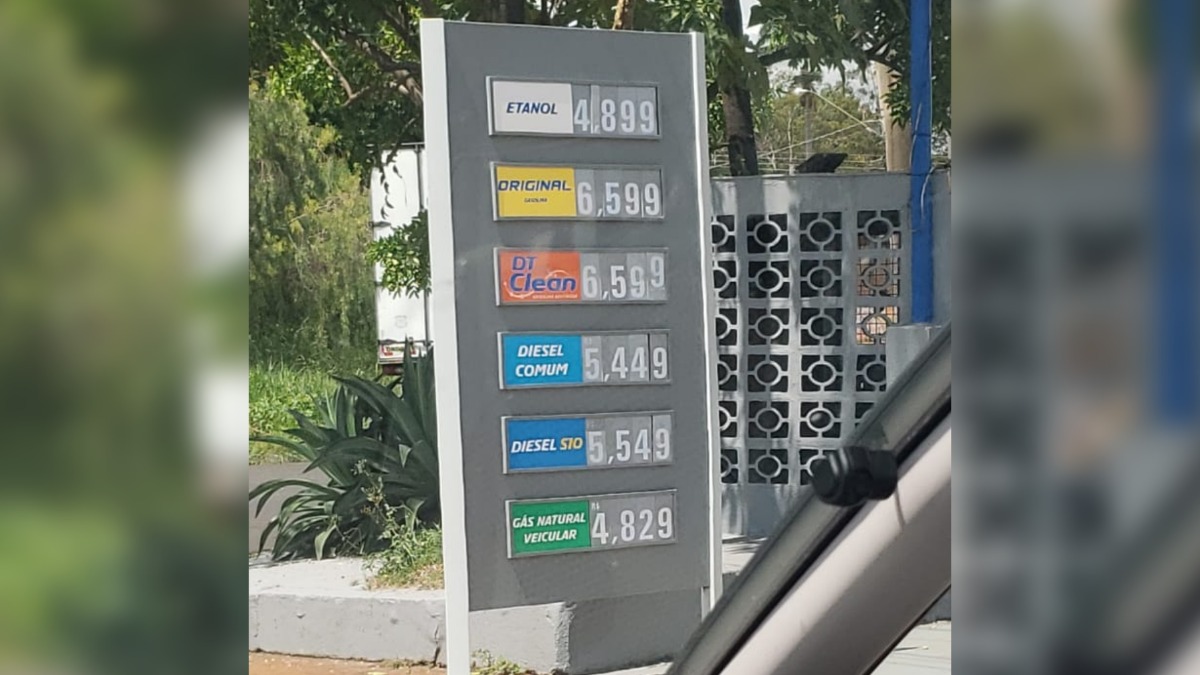 ETANOL 4,899
ORIGINAL 6,599
GASOLINA
DT Clean 6,599
DIESEL COMUM 5,449
DIESEL S10 5,549
GÁS NATURAL VEICULAR R$ 4,829